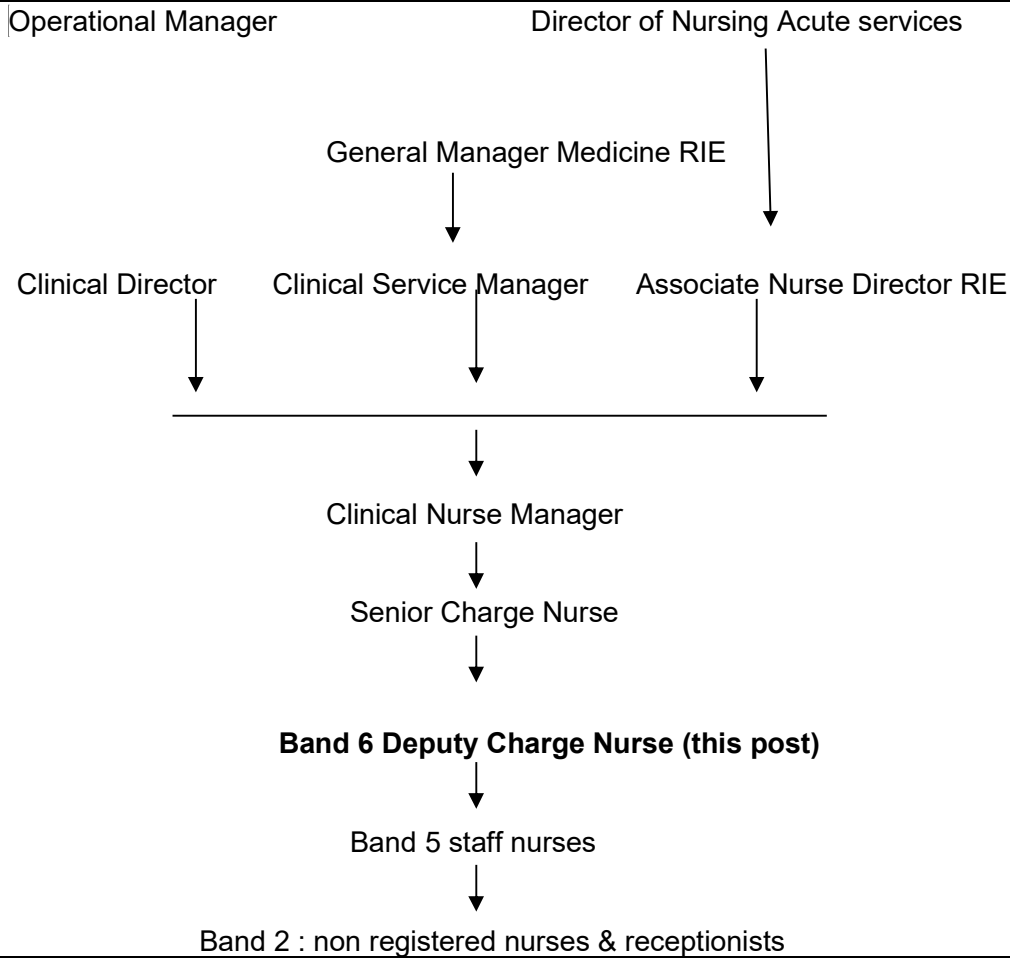 Operational Manager Director of Nursing Acute services
General Manager Medicine RIE
Clinical Director Clinical Service Manager Associate Nurse Director RIE
Clinical Nurse Manager
Senior Charge Nurse
Band 6 Deputy Charge Nurse (this post)
Band 5 staff nurses
Band 2 : non registered nurses & receptionists